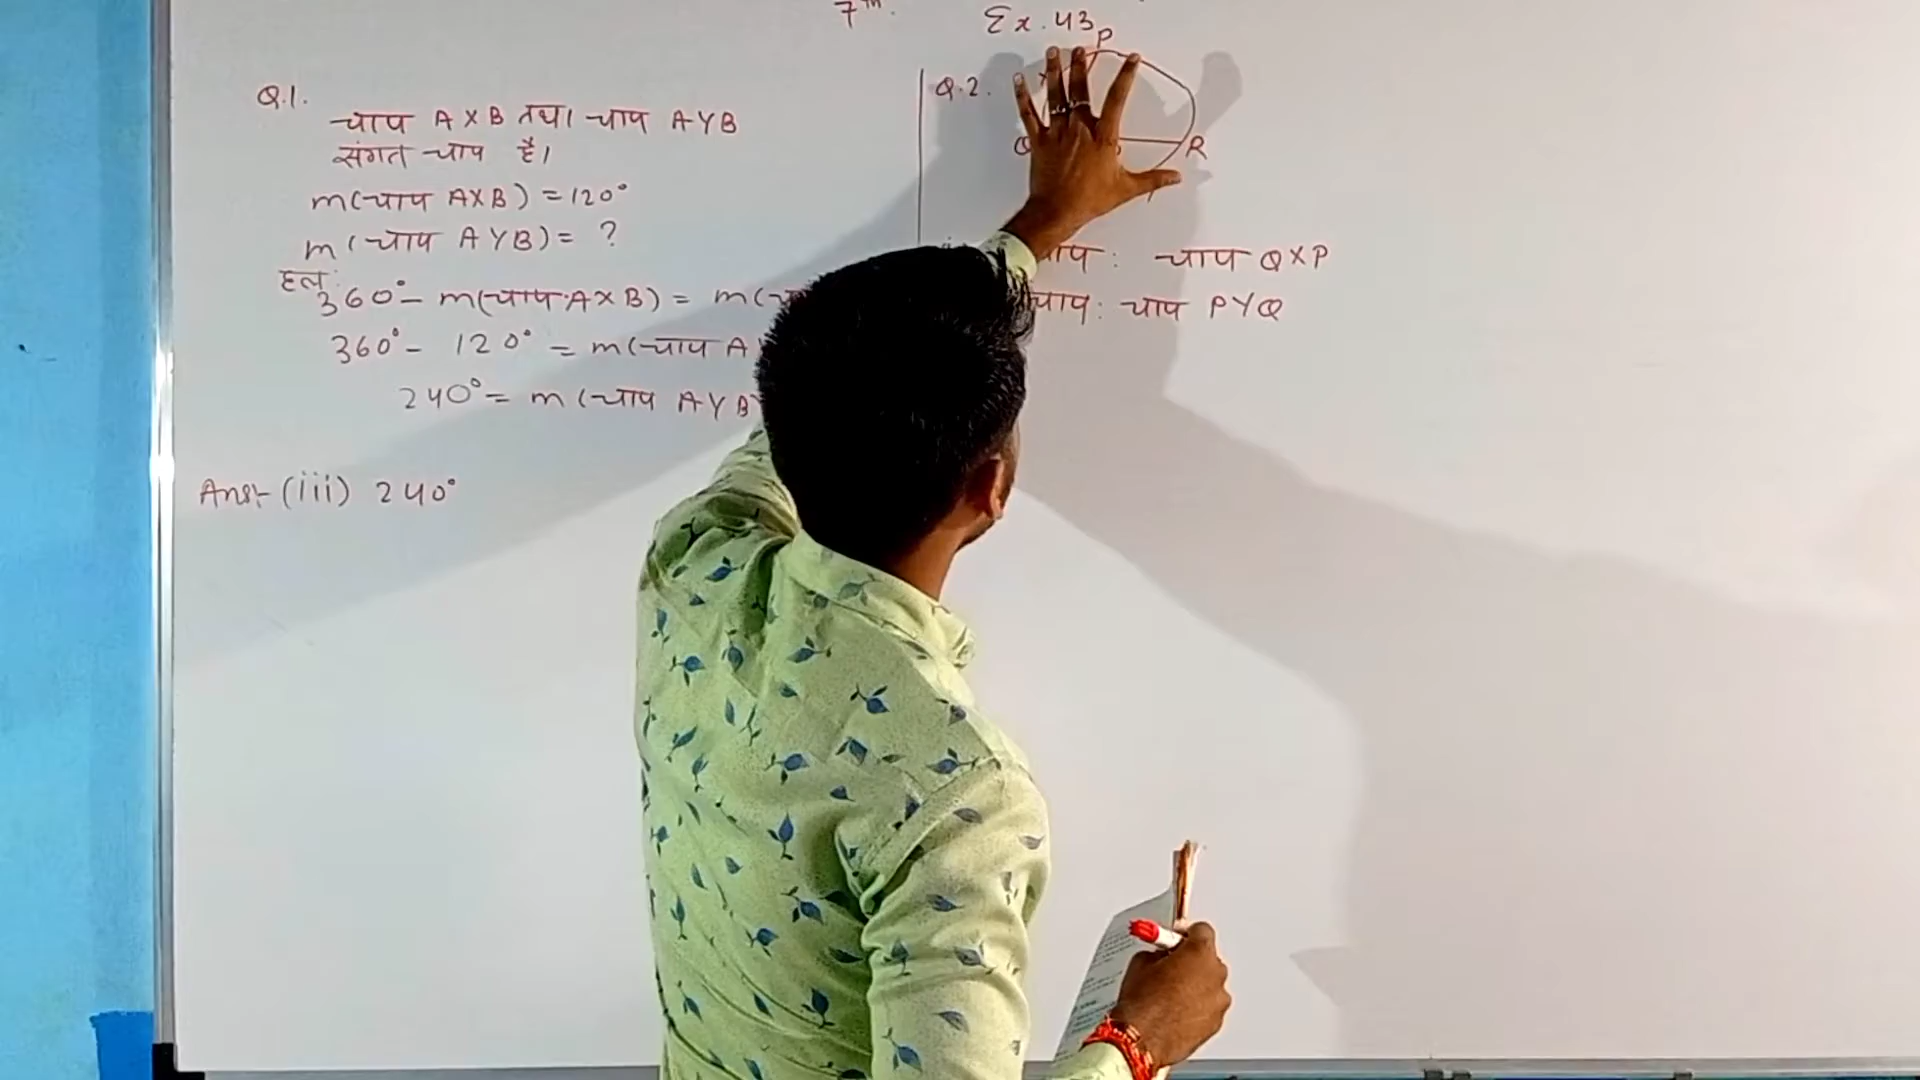 7th.
Ex. 43
Q.1.
चाप AXB तथा चाप AYB
संगत चाप है।
m(चाप AXB) = 120°
m(चाप AYB) = ?
हल:
360° - m(चाप AXB) = m(
360° - 120° = m(चाप A
240° = m(चाप AYB
Ans:- (iii) 240°
Q.2.
P
X
Q
R
चाप: चाप QXP
चाप: चाप PYQ